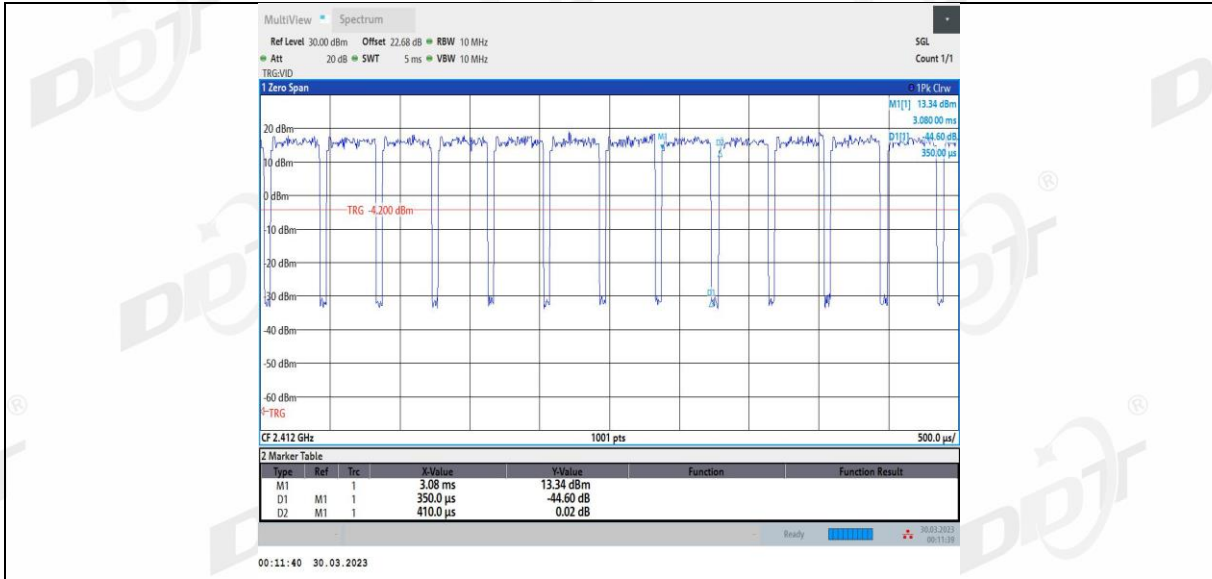 MultiView Spectrum
Ref Level 30.00 dBm Offset 22.68 dB RBW 10 MHz SGL
Att 20 dB SWT 5 ms VBW 10 MHz Count 1/1
TRG:VID
1 Zero Span 1Pk Clrw
M1[1] 13.34 dBm
3.080 00 ms
20 dBm
M1 D2 D1[1] -44.60 dB
350.00 µs
10 dBm
0 dBm
TRG -4.200 dBm
-10 dBm
-20 dBm
-30 dBm D1
-40 dBm
-50 dBm
-60 dBm
TRG
CF 2.412 GHz 1001 pts 500.0 µs/
2 Marker Table
Type Ref Trc X-Value Y-Value Function Function Result
M1 1 3.08 ms 13.34 dBm
D1 M1 1 350.0 µs -44.60 dB
D2 M1 1 410.0 µs 0.02 dB
Ready 30.03.2023
00:11:39
00:11:40 30.03.2023
DDT ®